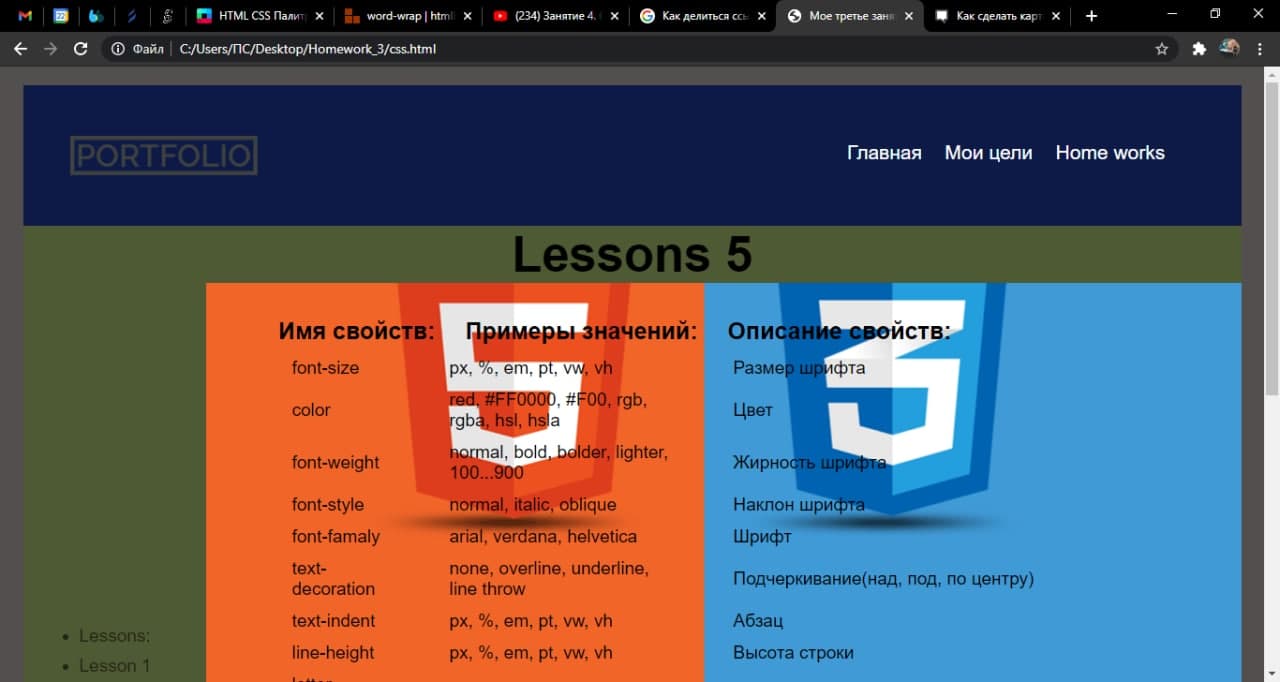 HTML CSS Палит
word-wrap | html
(234) Занятие 4.
Как делиться ссы
Мое третье заня
Как сделать карт
Файл C:/Users/ПС/Desktop/Homework_3/css.html
PORTFOLIO
Главная Мои цели Home works
Lessons 5
Имя свойств: Примеры значений: Описание свойств:
font-size px, %, em, pt, vw, vh Размер шрифта
color red, #FF0000, #F00, rgb, rgba, hsl, hsla Цвет
font-weight normal, bold, bolder, lighter, 100...900 Жирность шрифта
font-style normal, italic, oblique Наклон шрифта
font-famaly arial, verdana, helvetica Шрифт
text-decoration none, overline, underline, line throw Подчеркивание(над, под, по центру)
text-indent px, %, em, pt, vw, vh Абзац
line-height px, %, em, pt, vw, vh Высота строки
Lessons:
Lesson 1